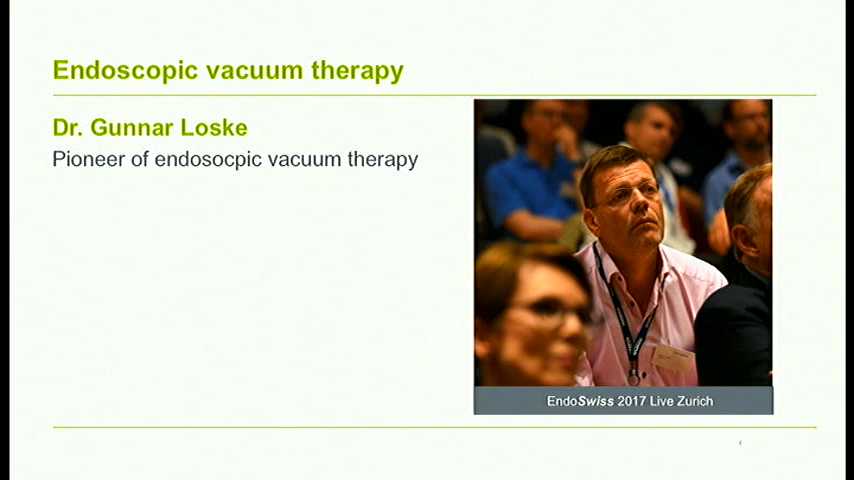 Endoscopic vacuum therapy
Dr. Gunnar Loske
Pioneer of endosocpic vacuum therapy
EndoSwiss 2017 Live Zurich